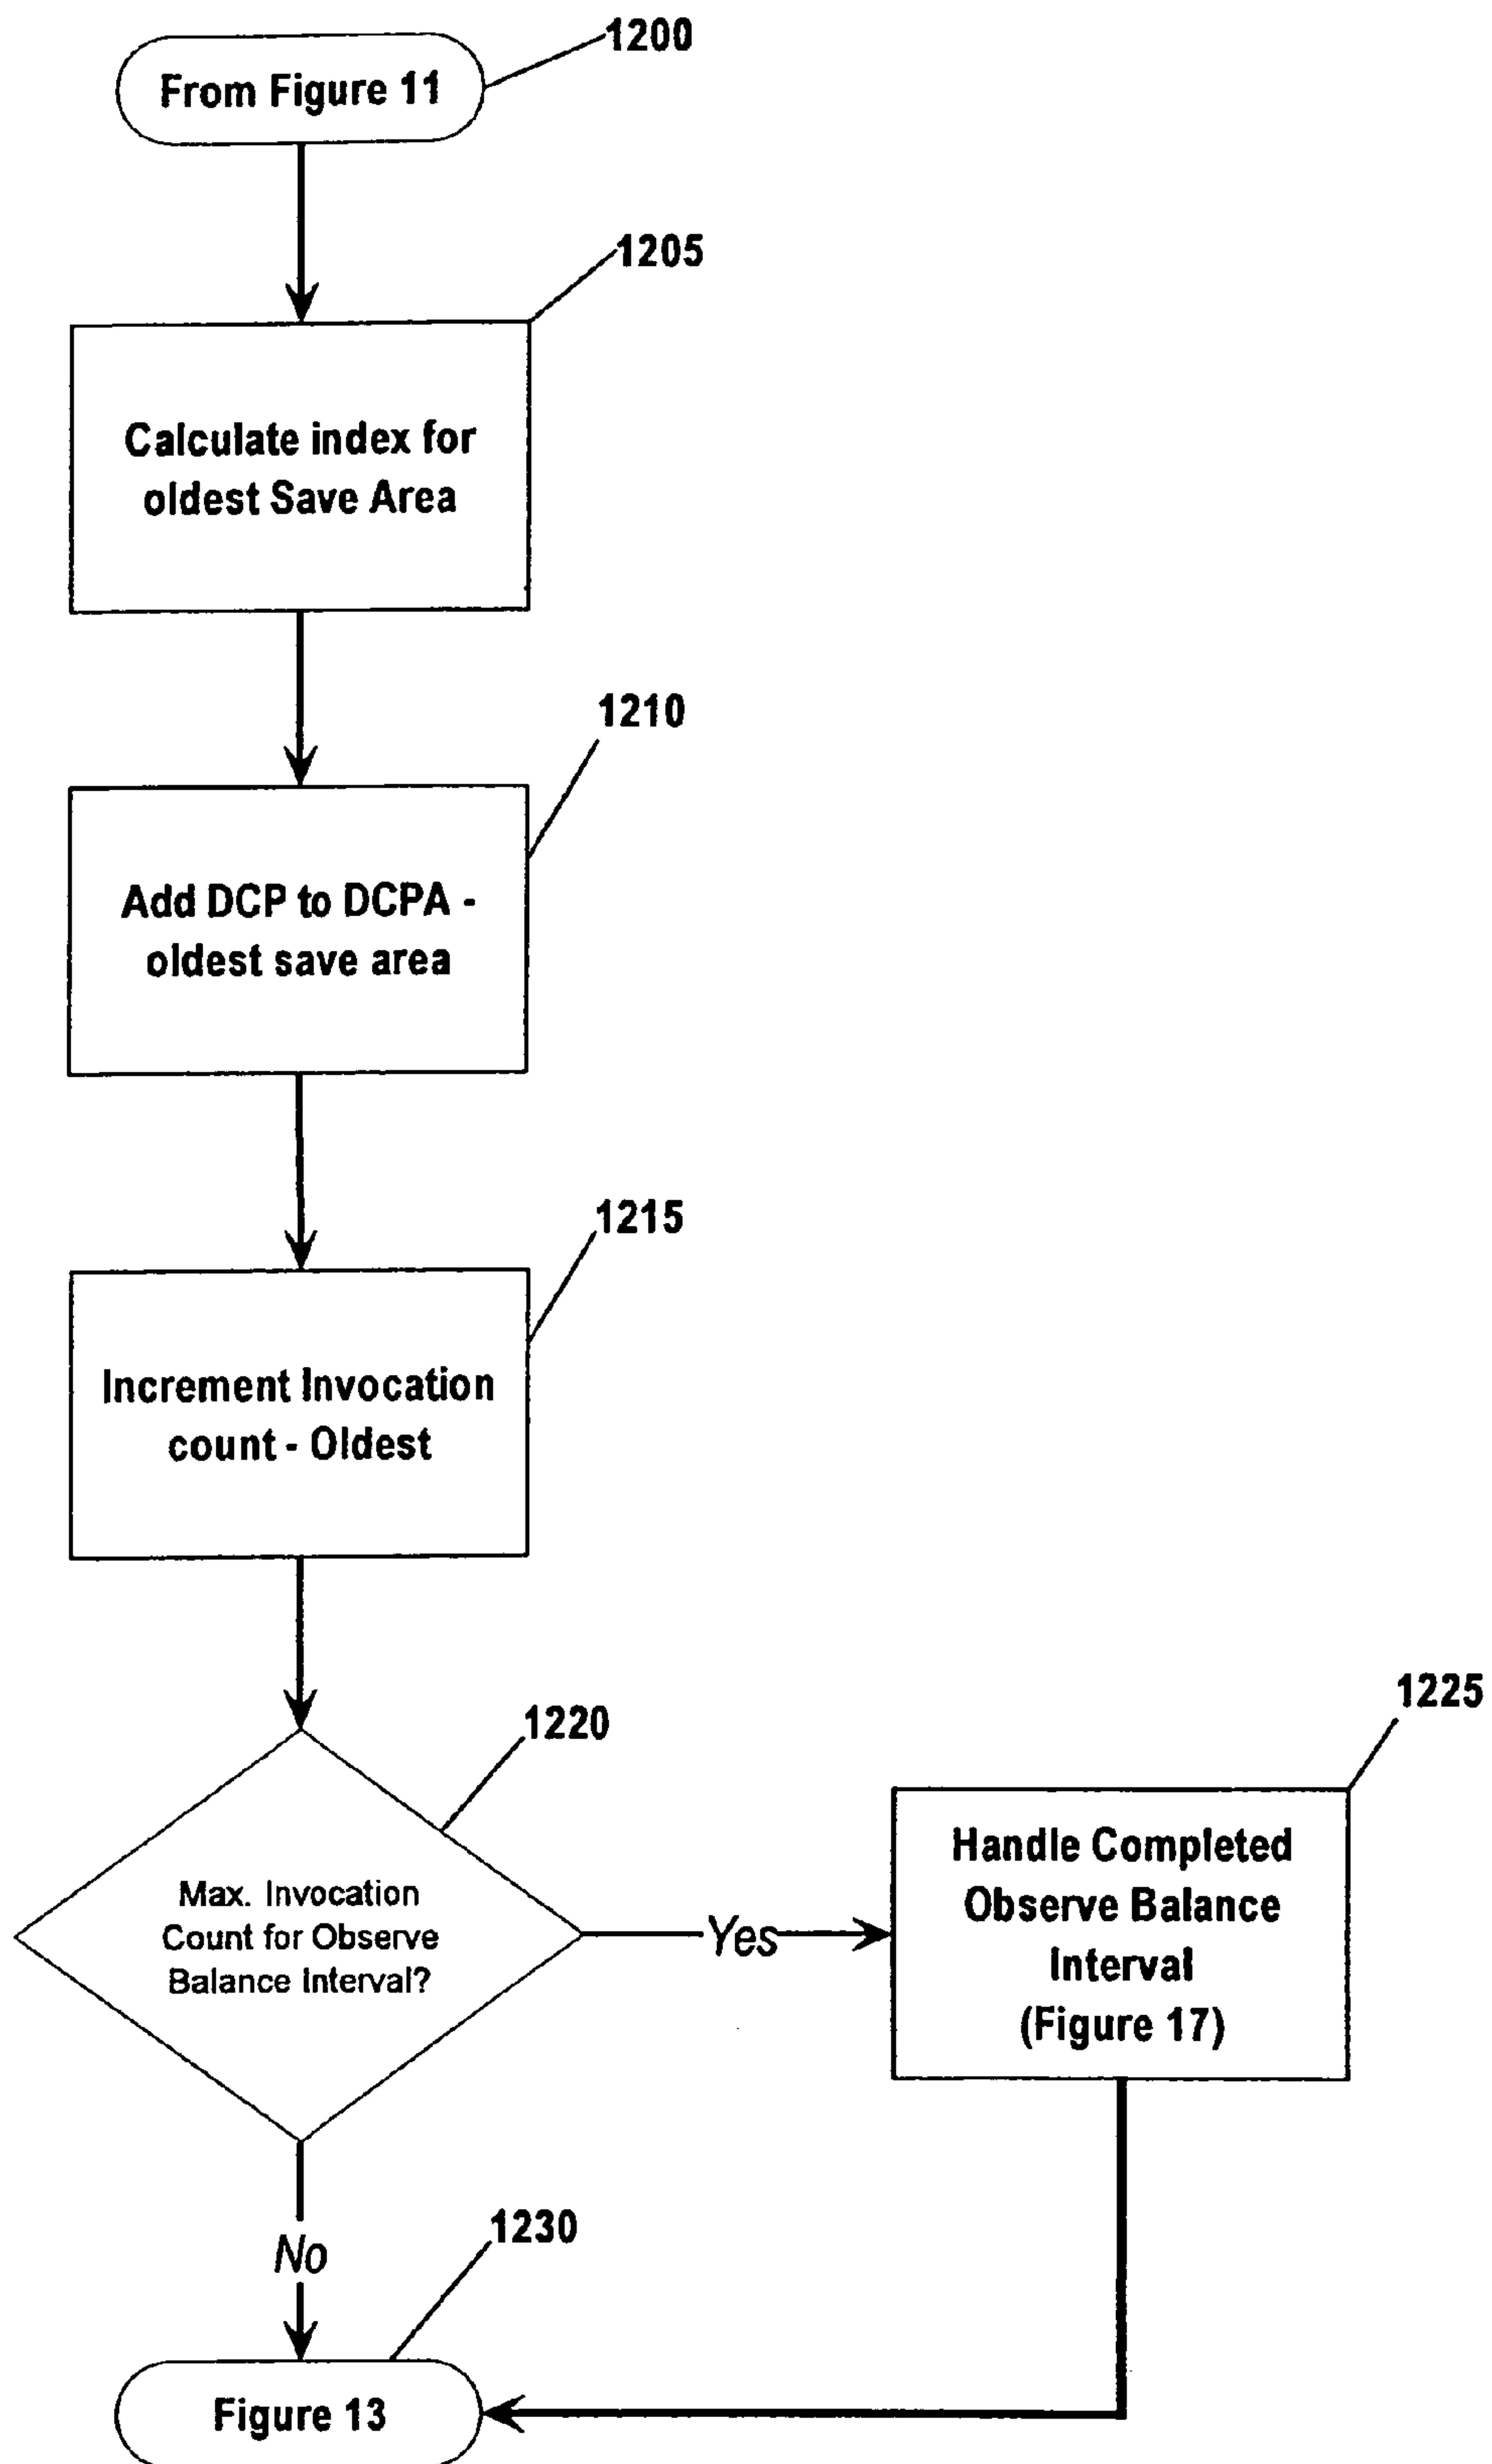 1200
From Figure 11
1205
Calculate index for
oldest Save Area
1210
Add DCP to DCPA -
oldest save area
1215
Increment Invocation
count - Oldest
1220
Max. Invocation
Count for Observe
Balance Interval?
Yes
1225
Handle Completed
Observe Balance
Interval
(Figure 17)
No
1230
Figure 13